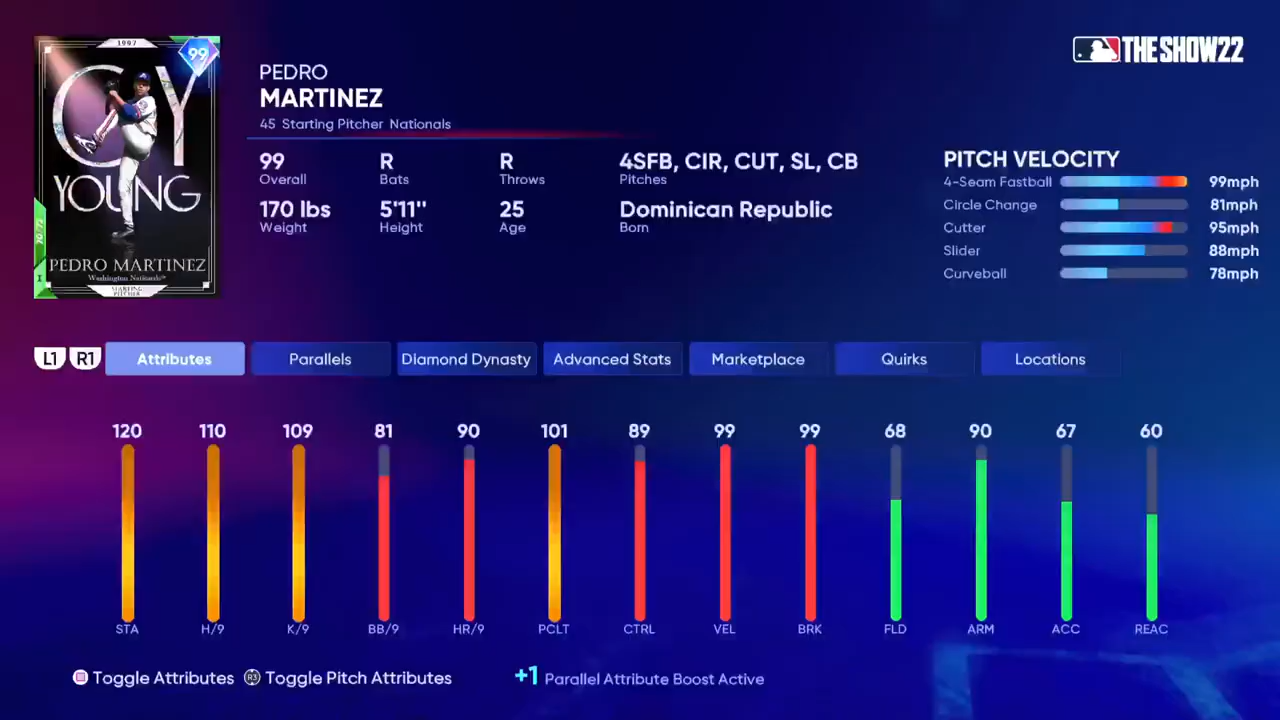 1997
99
CY
YOUNG
PEDRO MARTINEZ
Washington Nationals™
STARTING
PITCHER
I
PEDRO
MARTINEZ
45 Starting Pitcher Nationals
THE SHOW22
99
Overall
R
Bats
R
Throws
4SFB, CIR, CUT, SL, CB
Pitches
170 lbs
Weight
5'11"
Height
25
Age
Dominican Republic
Born
PITCH VELOCITY
4-Seam Fastball 99mph
Circle Change 81mph
Cutter 95mph
Slider 88mph
Curveball 78mph
L1 R1 Attributes Parallels Diamond Dynasty Advanced Stats Marketplace Quirks Locations
120 110 109 81 90 101 89 99 99 68 90 67 60
STA H/9 K/9 BB/9 HR/9 PCLT CTRL VEL BRK FLD ARM ACC REAC
Toggle Attributes R3 Toggle Pitch Attributes +1 Parallel Attribute Boost Active